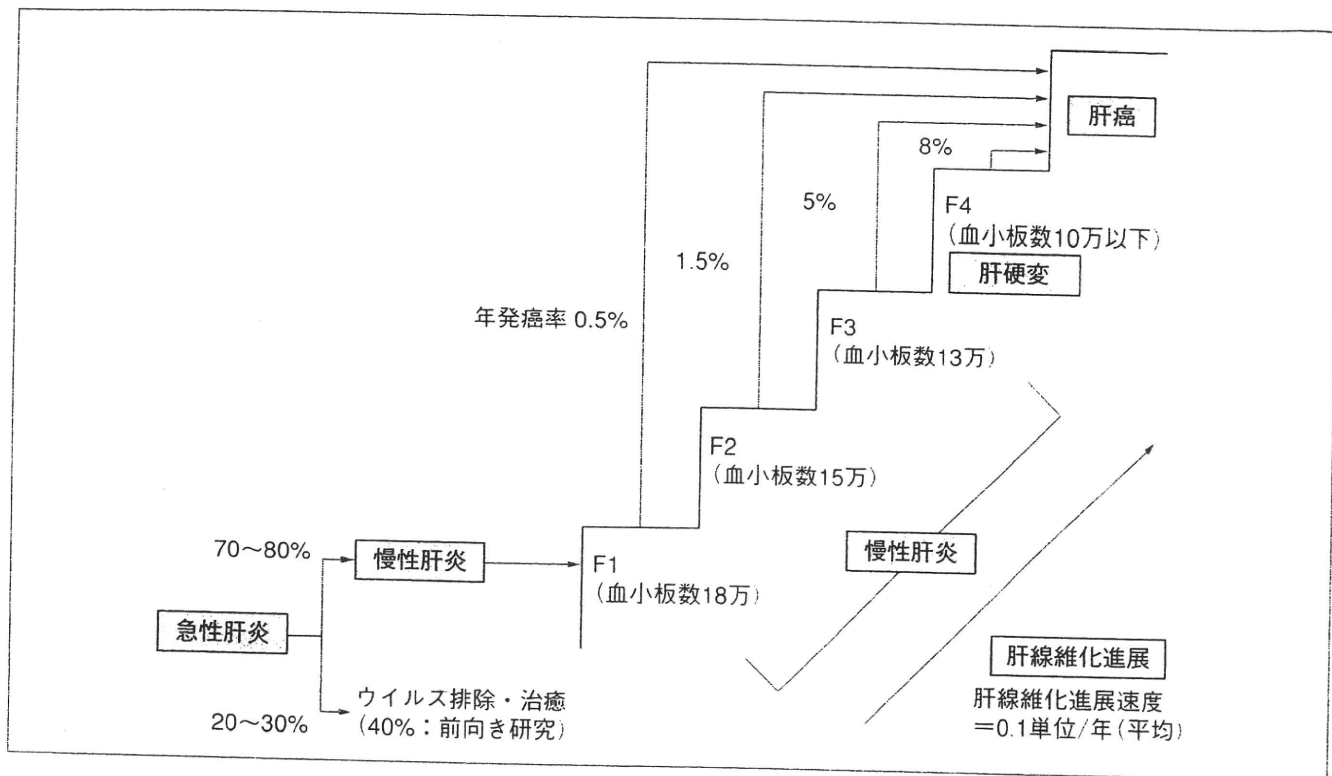 肝癌
8%
F4
(血小板数10万以下)
肝硬変
5%
1.5%
年発癌率 0.5%
F3
(血小板数13万)
F2
(血小板数15万)
70〜80%
慢性肝炎
F1
(血小板数18万)
慢性肝炎
急性肝炎
20〜30%
ウイルス排除・治癒
(40%:前向き研究)
肝線維化進展
肝線維化進展速度
=0.1単位/年(平均)